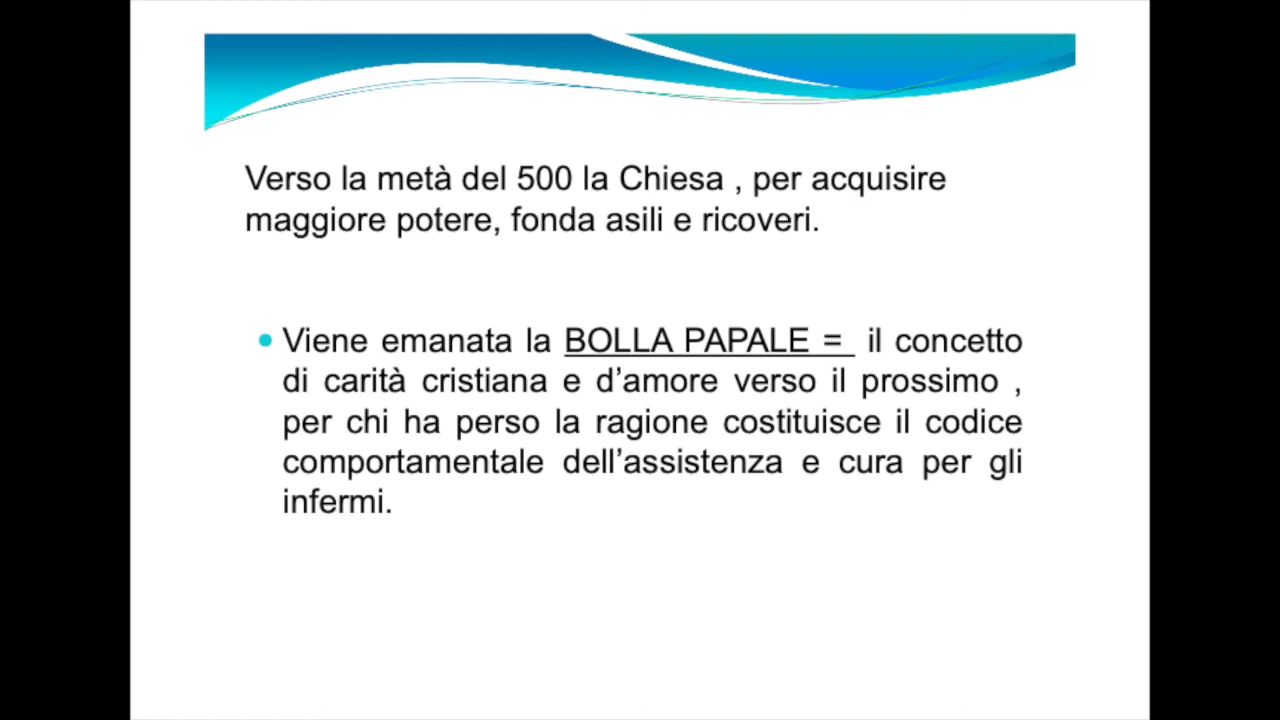 Verso la metà del 500 la Chiesa , per acquisire
maggiore potere, fonda asili e ricoveri.
• Viene emanata la BOLLA PAPALE = il concetto
di carità cristiana e d’amore verso il prossimo ,
per chi ha perso la ragione costituisce il codice
comportamentale dell’assistenza e cura per gli
infermi.